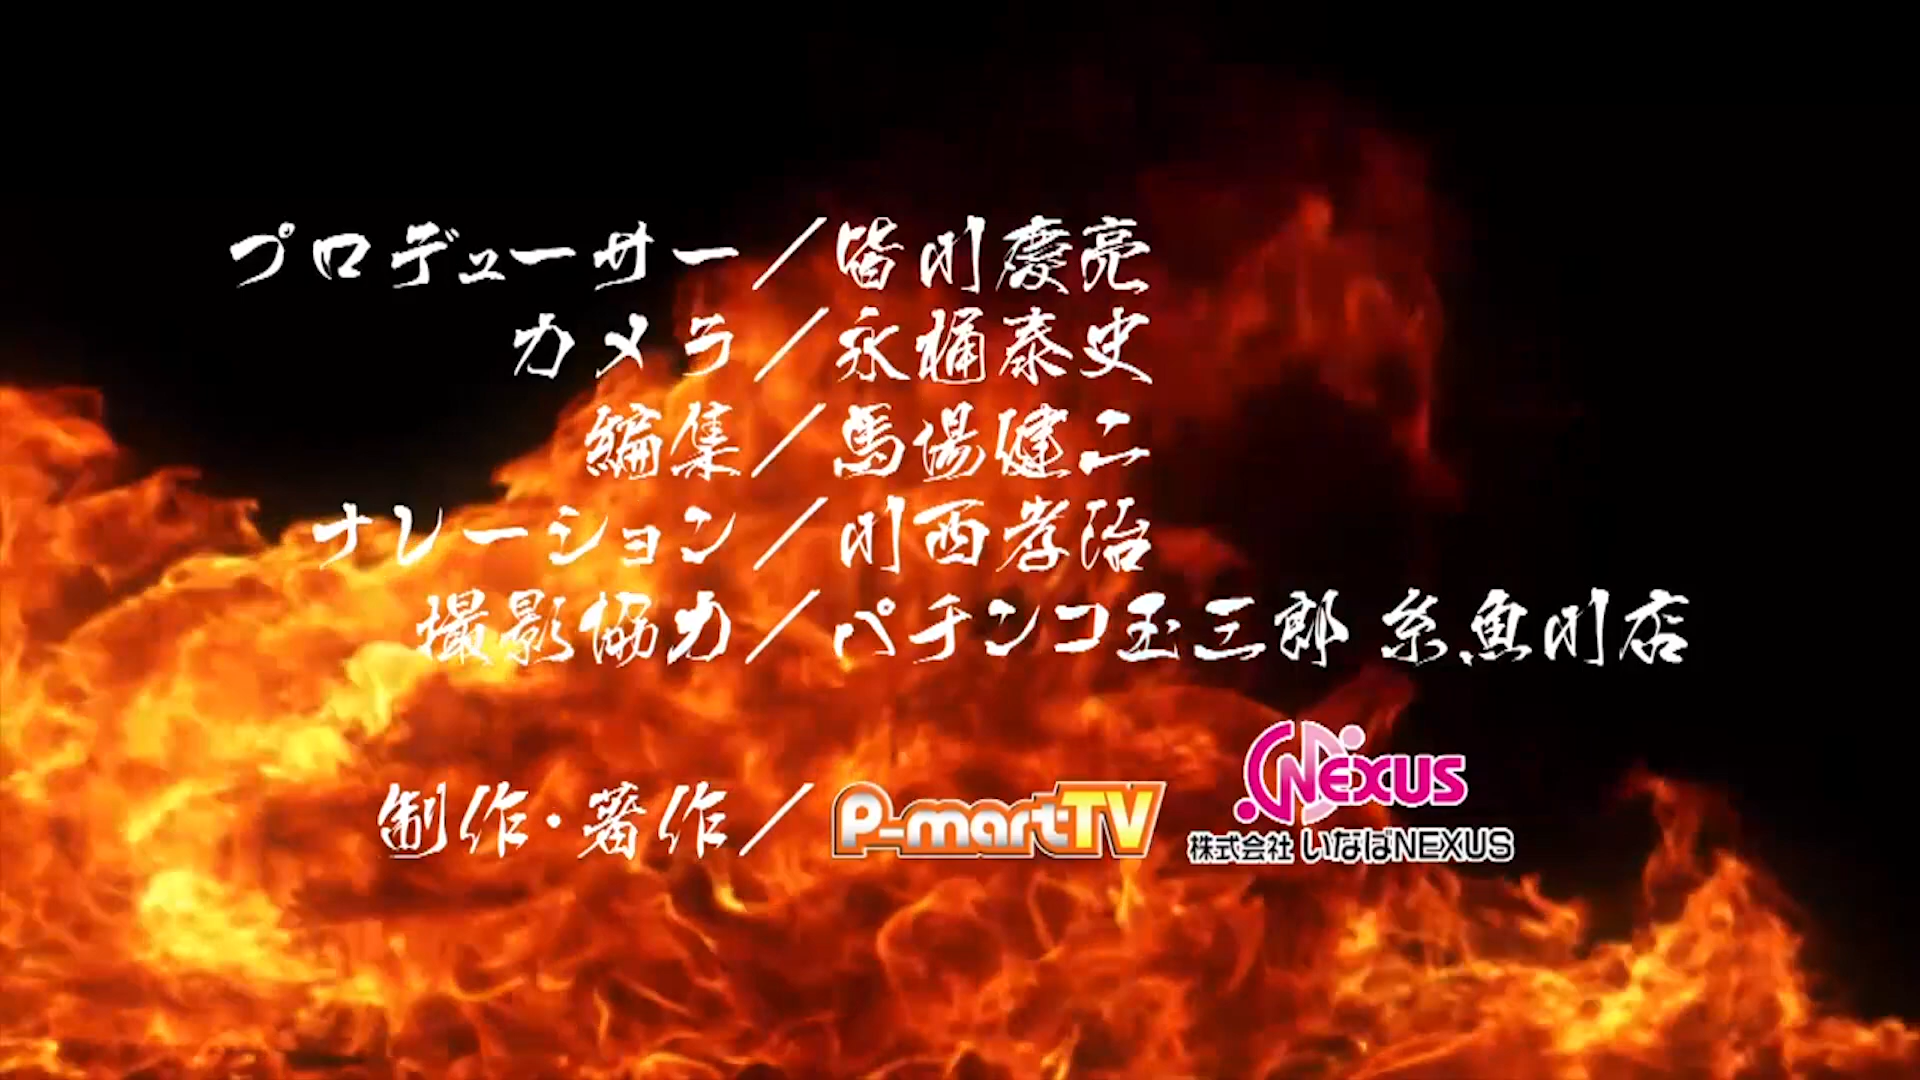 プロデューサー／皆川慶亮
カメラ／永桶泰史
編集／馬場健二
ナレーション／川西孝治
撮影協力／パチンコ玉三郎 糸魚川店
制作・著作／P-martTV NEXUS
株式会社 いなばNEXUS